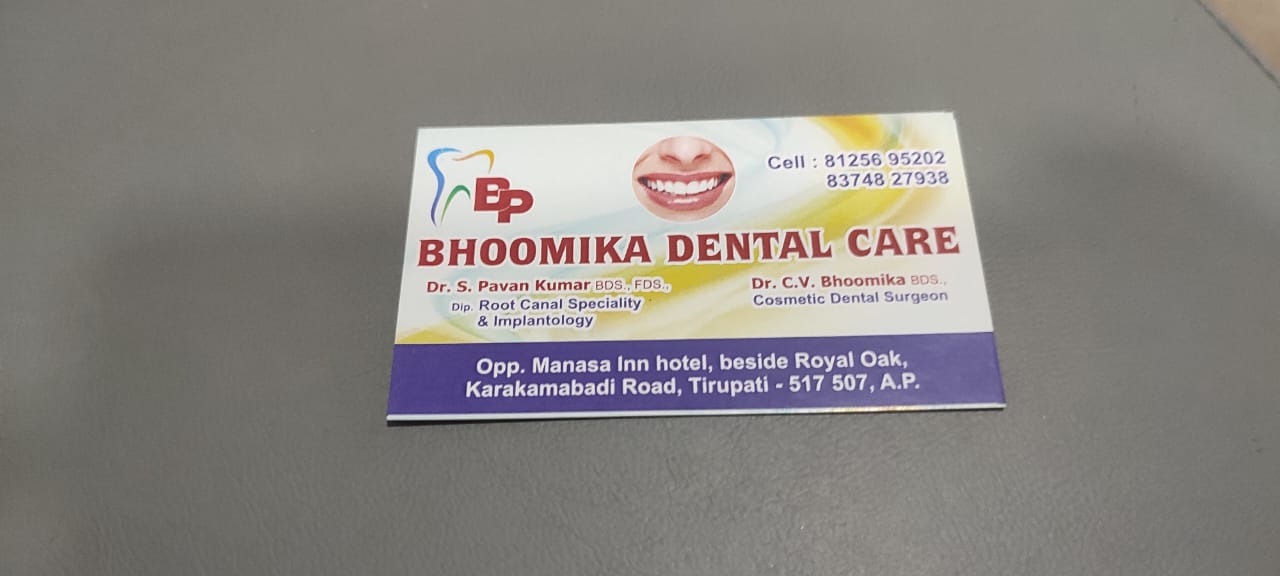 BP
Cell : 81256 95202
83748 27938
BHOOMIKA DENTAL CARE
Dr. S. Pavan Kumar BDS., FDS.,
Dip. Root Canal Speciality
& Implantology
Dr. C.V. Bhoomika BDS.,
Cosmetic Dental Surgeon
Opp. Manasa Inn hotel, beside Royal Oak,
Karakamabadi Road, Tirupati - 517 507, A.P.